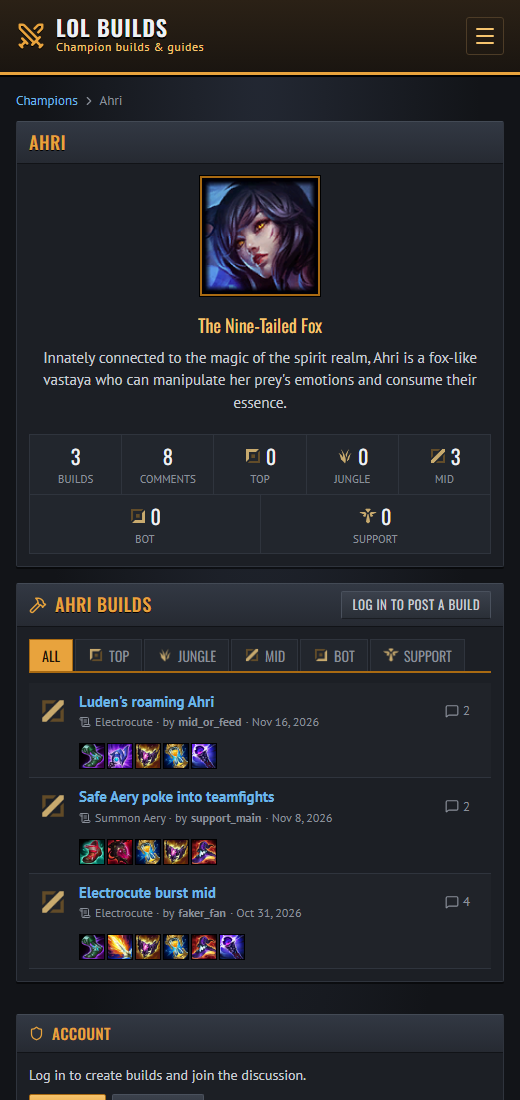 LOL BUILDS
Champion builds & guides
Champions > Ahri
AHRI
The Nine-Tailed Fox
Innately connected to the magic of the spirit realm, Ahri is a fox-like
vastaya who can manipulate her prey's emotions and consume their
essence.
3 8 0 0 3
BUILDS COMMENTS TOP JUNGLE MID
0 0
BOT SUPPORT
AHRI BUILDS LOG IN TO POST A BUILD
ALL TOP JUNGLE MID BOT SUPPORT
Luden's roaming Ahri 2
Electrocute · by mid_or_feed · Nov 16, 2026
Safe Aery poke into teamfights 2
Summon Aery · by support_main · Nov 8, 2026
Electrocute burst mid 4
Electrocute · by faker_fan · Oct 31, 2026
ACCOUNT
Log in to create builds and join the discussion.